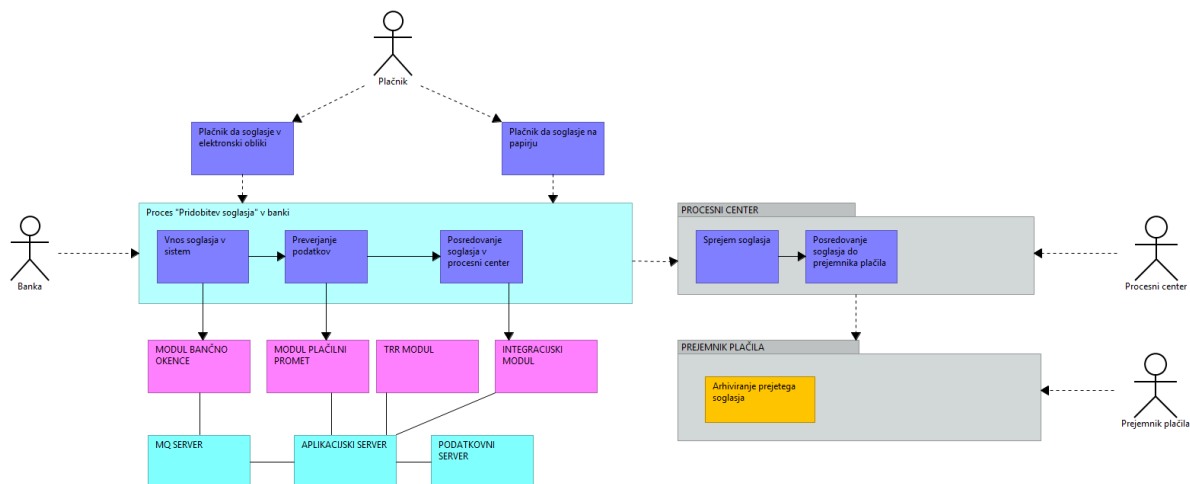 Plačnik
Plačnik da soglasje v
elektronski obliki
Plačnik da soglasje na
papirju
Banka
Proces "Pridobitev soglasja" v banki
Vnos soglasja v
sistem
Preverjanje
podatkov
Posredovanje
soglasja v
procesni center
PROCESNI CENTER
Sprejem soglasja
Posredovanje
soglasja do
prejemnika plačila
Procesni center
MODUL BANČNO
OKENCE
MODUL PLAČILNI
PROMET
TRR MODUL
INTEGRACIJSKI
MODUL
PREJEMNIK PLAČILA
Arhiviranje prejetega
soglasja
Prejemnik plačila
MQ SERVER
APLIKACIJSKI SERVER
PODATKOVNI
SERVER